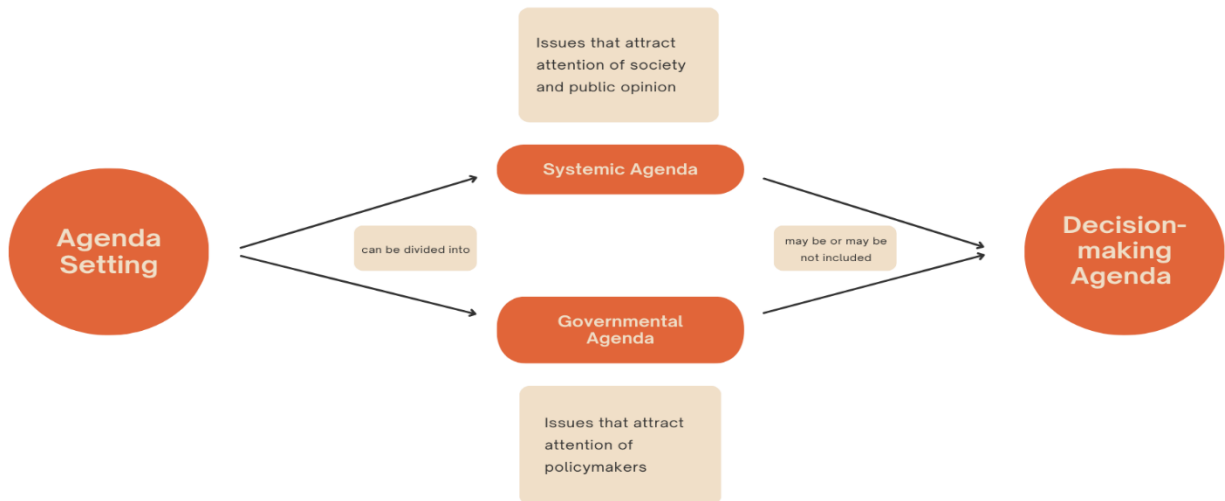 Issues that attract
attention of society
and public opinion
Systemic Agenda
Agenda
Setting
can be divided into
may be or may be
not included
Decision-
making
Agenda
Governmental
Agenda
Issues that attract
attention of
policymakers